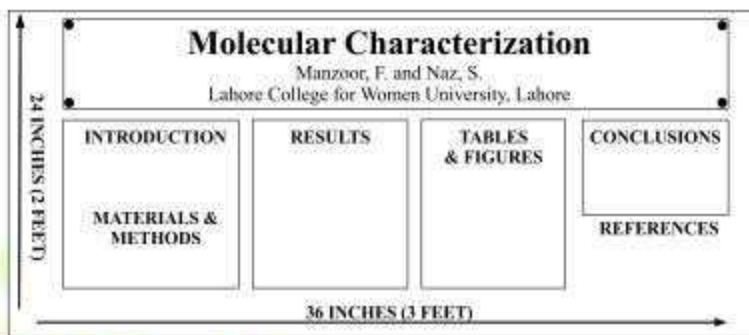 Molecular Characterization
Manzoor, F. and Naz, S.
Lahore College for Women University, Lahore
24 INCHES (2 FEET)
INTRODUCTION
MATERIALS &
METHODS
RESULTS
TABLES
& FIGURES
CONCLUSIONS
REFERENCES
36 INCHES (3 FEET)